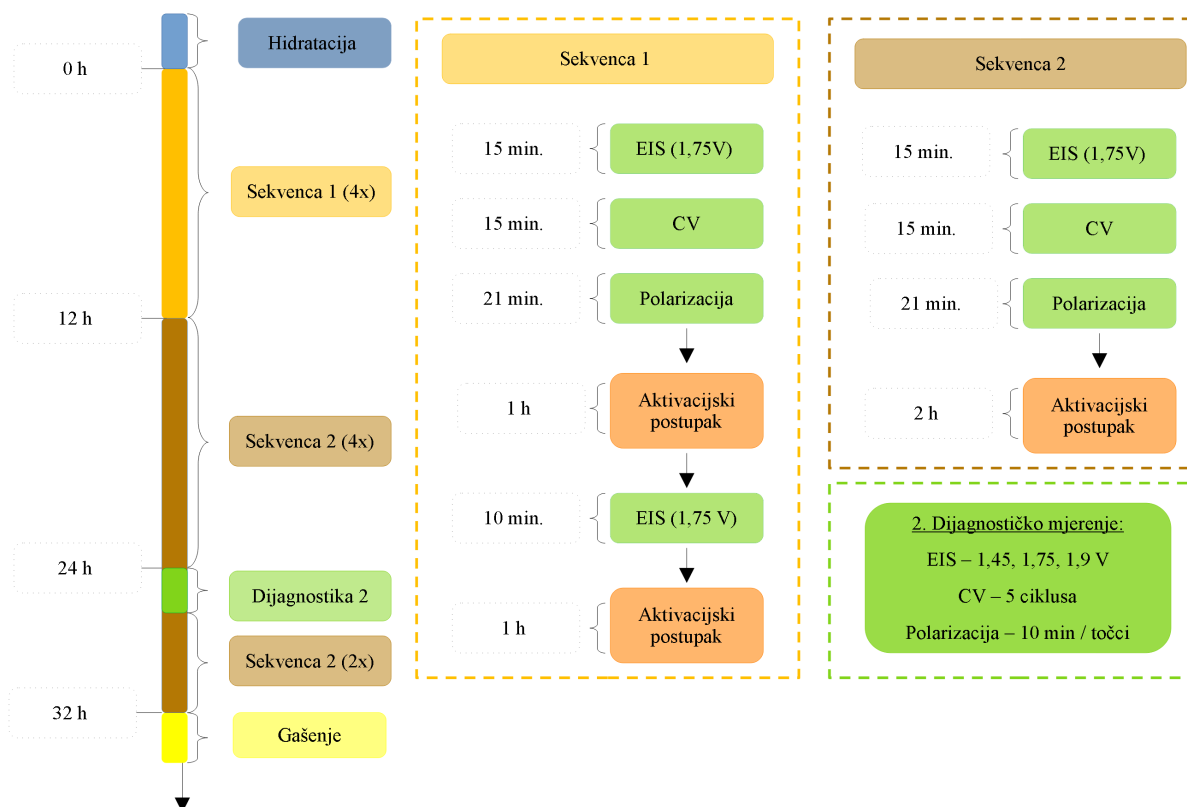 Hidratacija
0 h
Sekvenca 1 (4x)
12 h
Sekvenca 2 (4x)
24 h
Dijagnostika 2
Sekvenca 2 (2x)
32 h
Gašenje
Sekvenca 1
15 min.
EIS (1,75V)
15 min.
CV
21 min.
Polarizacija
1 h
Aktivacijski
postupak
10 min.
EIS (1,75 V)
1 h
Aktivacijski
postupak
Sekvenca 2
15 min.
EIS (1,75V)
15 min.
CV
21 min.
Polarizacija
2 h
Aktivacijski
postupak
2. Dijagnostičko mjerenje:
EIS – 1,45, 1,75, 1,9 V
CV – 5 ciklusa
Polarizacija – 10 min / točci